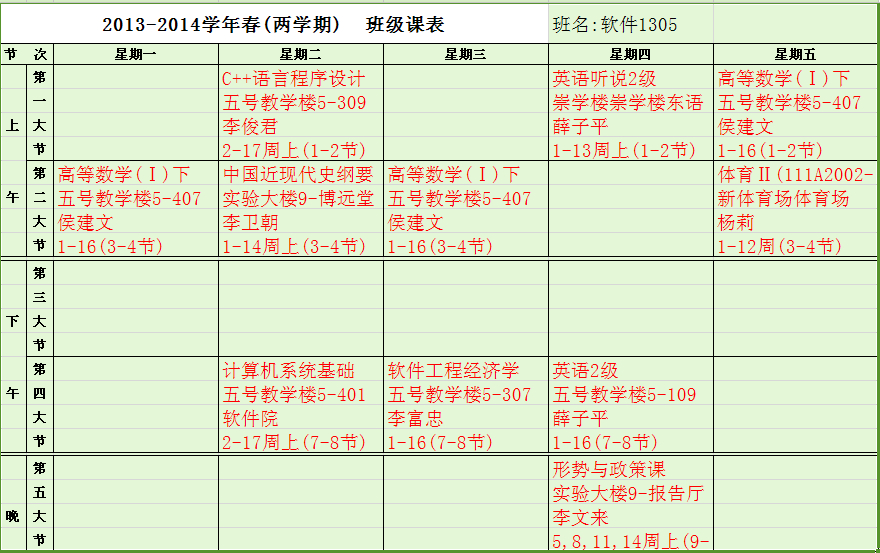 2013-2014学年春(两学期) 班级课表 班名:软件1305
节 次 星期一 星期二 星期三 星期四 星期五
上午
第一大节
C++语言程序设计
五号教学楼5-309
李俊君
2-17周上(1-2节)
英语听说2级
崇学楼崇学楼东语
薛子平
1-13周上(1-2节)
高等数学(Ⅰ)下
五号教学楼5-407
侯建文
1-16(1-2节)
第二大节
高等数学(Ⅰ)下
五号教学楼5-407
侯建文
1-16(3-4节)
中国近现代史纲要
实验大楼9-博远堂
李卫朝
1-14周上(3-4节)
高等数学(Ⅰ)下
五号教学楼5-407
侯建文
1-16(3-4节)
体育Ⅱ(111A2002-
新体育场体育场
杨莉
1-12周(3-4节)
下午
第三大节
第四大节
计算机系统基础
五号教学楼5-401
软件院
2-17周上(7-8节)
软件工程经济学
五号教学楼5-307
李富忠
1-16(7-8节)
英语2级
五号教学楼5-109
薛子平
1-16(7-8节)
晚
第五大节
形势与政策课
实验大楼9-报告厅
李文来
5,8,11,14周上(9-